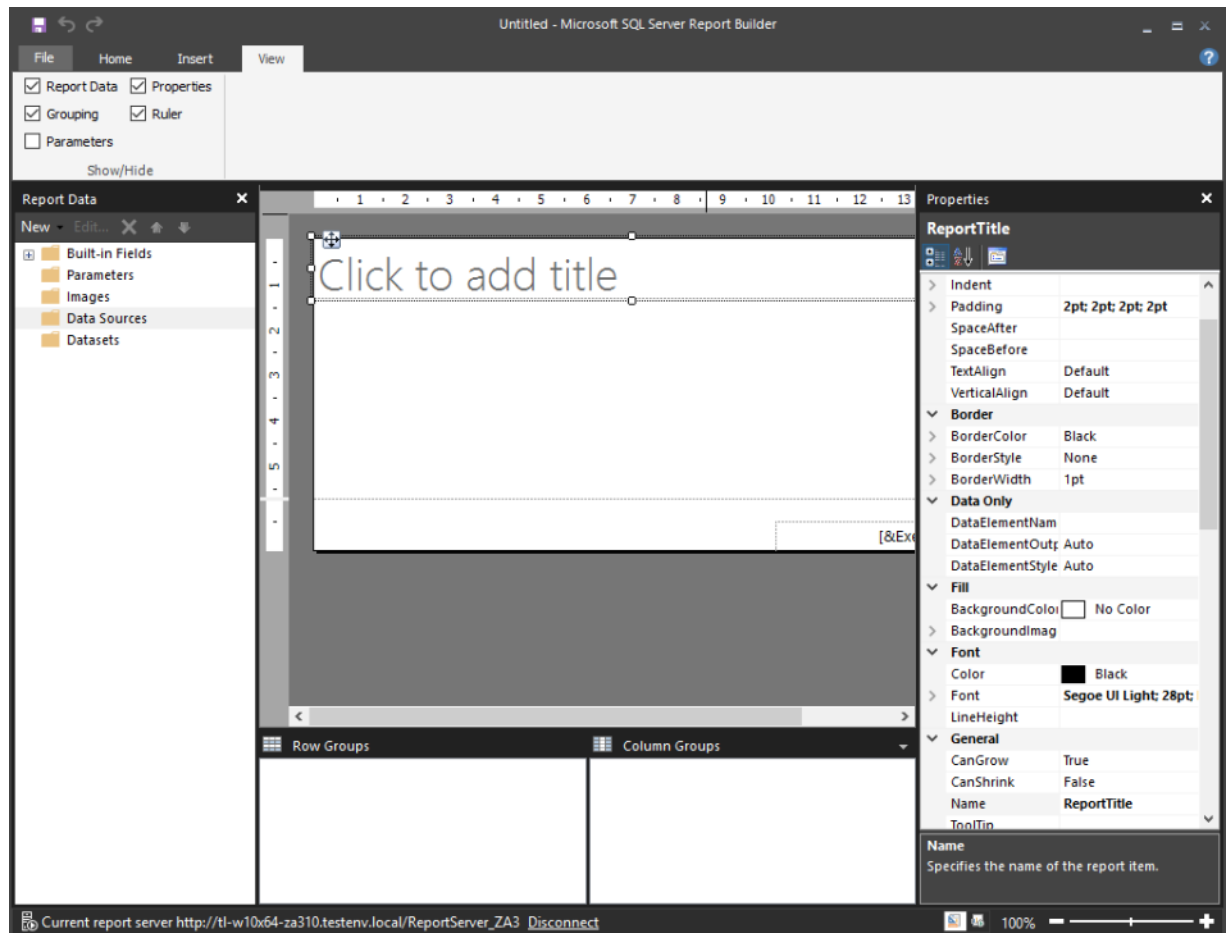 Untitled - Microsoft SQL Server Report Builder
File Home Insert View
Report Data Properties
Grouping Ruler
Parameters
Show/Hide
Report Data
New Edit...
Built-in Fields
Parameters
Images
Data Sources
Datasets
1 2 3 4 5 6 7 8 9 10 11 12 13
1
2
3
4
5
Click to add title
[&Exe
Row Groups
Column Groups
Properties
ReportTitle
Indent
Padding 2pt; 2pt; 2pt; 2pt
SpaceAfter
SpaceBefore
TextAlign Default
VerticalAlign Default
Border
BorderColor Black
BorderStyle None
BorderWidth 1pt
Data Only
DataElementNam
DataElementOutp Auto
DataElementStyle Auto
Fill
BackgroundColor No Color
BackgroundImag
Font
Color Black
Font Segoe UI Light; 28pt;
LineHeight
General
CanGrow True
CanShrink False
Name ReportTitle
ToolTip
Name
Specifies the name of the report item.
Current report server http://tl-w10x64-za310.testenv.local/ReportServer_ZA3 Disconnect
100%